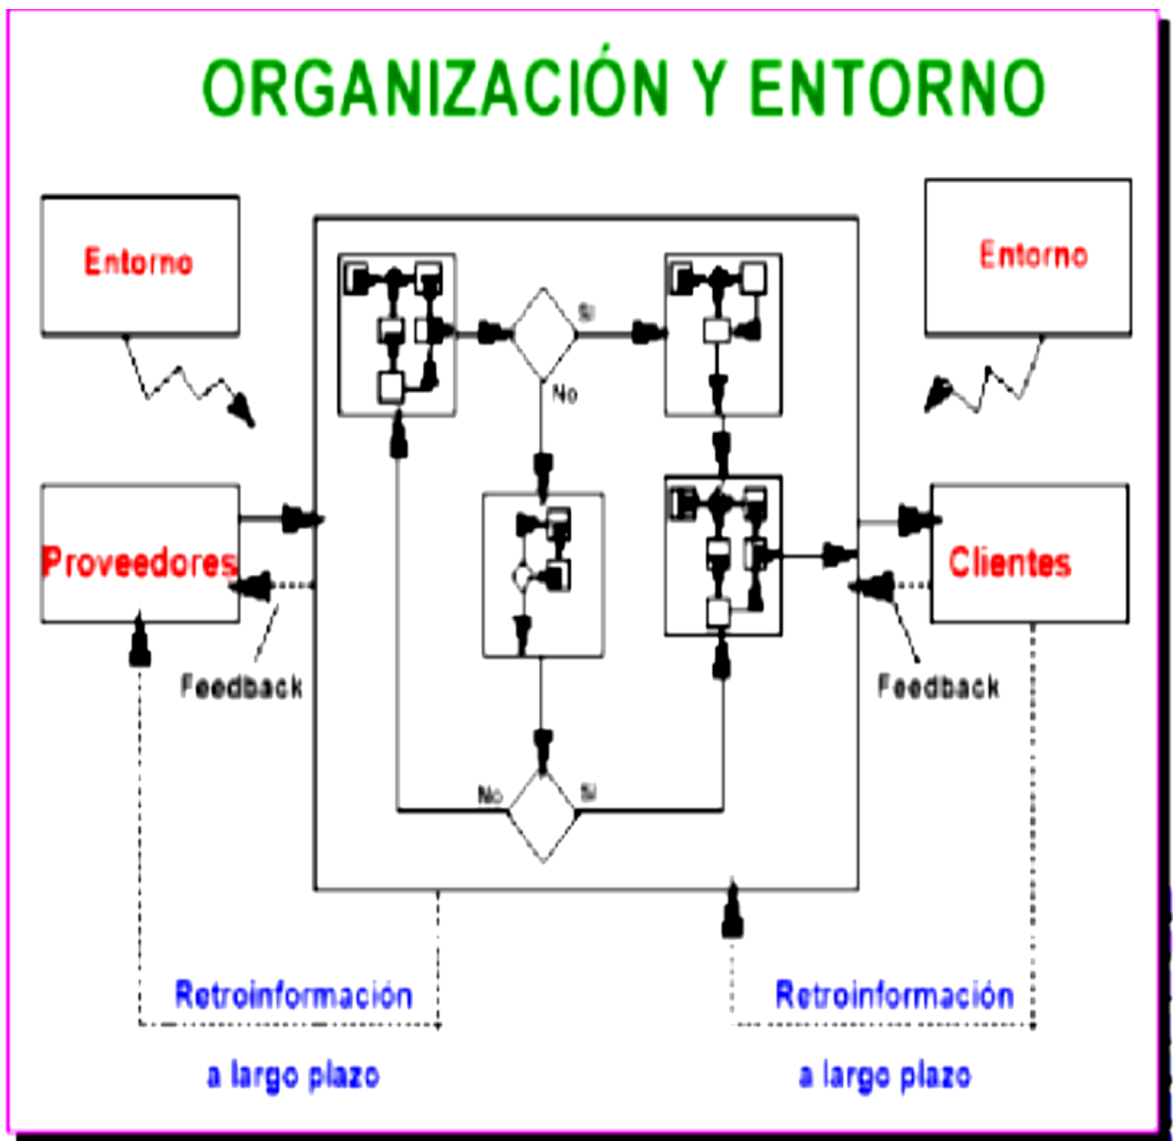 ORGANIZACIÓN Y ENTORNO
Entorno
Entorno
Si
No
Proveedores
Clientes
Feedback
Feedback
No
Si
Retroinformación
a largo plazo
Retroinformación
a largo plazo